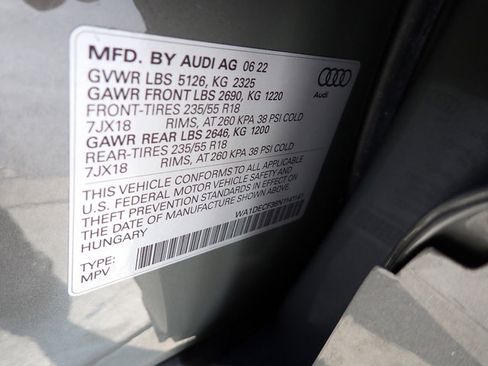 MFD. BY AUDI AG 06 22
GVWR LBS 5126, KG 2325
GAWR FRONT LBS 2690, KG 1220
FRONT-TIRES 235/55 R18
7JX18 RIMS, AT 260 KPA 38 PSI COLD
GAWR REAR LBS 2646, KG 1200
REAR-TIRES 235/55 R18
7JX18 RIMS, AT 260 KPA 38 PSI COLD
THIS VEHICLE CONFORMS TO ALL APPLICABLE
U.S. FEDERAL MOTOR VEHICLE SAFETY AND
THEFT PREVENTION STANDARDS IN EFFECT ON
THE DATE OF MANUFACTURE SHOWN ABOVE.
HUNGARY
TYPE:
MPV
Audi